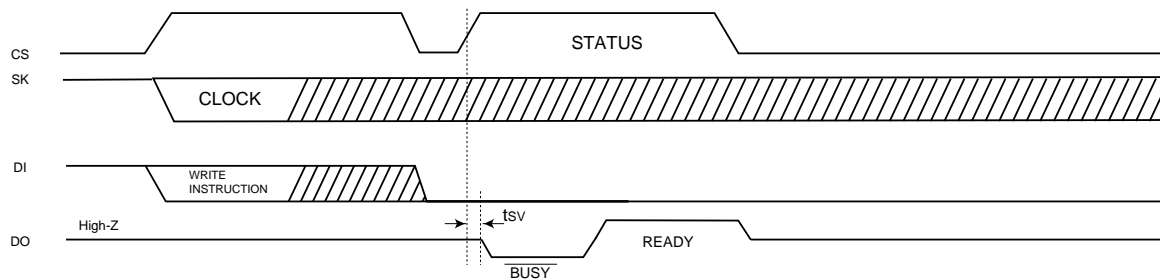 CS
STATUS
SK
CLOCK
DI
WRITE
INSTRUCTION
High-Z
tSV
DO
READY
BUSY